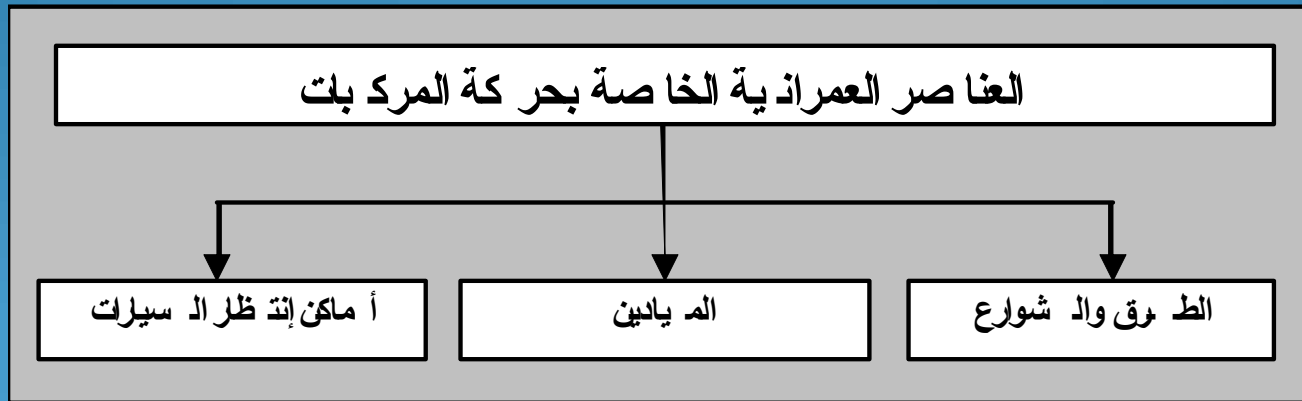 العناصر العمرانية الخاصة بحركة المركبات
الطرق والشوارع
الميادين
أماكن إنتظار السيارات